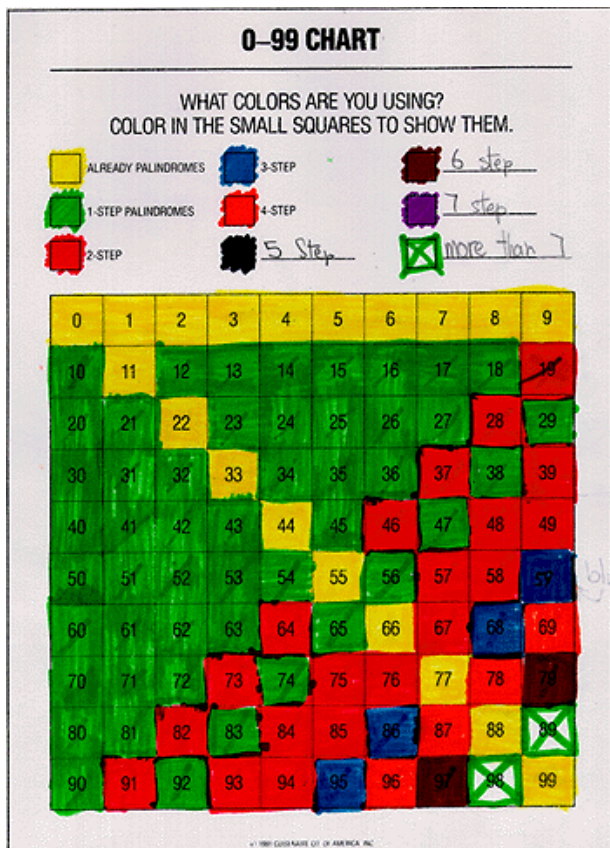 0–99 CHART
WHAT COLORS ARE YOU USING?
COLOR IN THE SMALL SQUARES TO SHOW THEM.
ALREADY PALINDROMES 3-STEP 6 step
1-STEP PALINDROMES 4-STEP 7 step
2-STEP 5 Step more than 7
0 1 2 3 4 5 6 7 8 9
10 11 12 13 14 15 16 17 18 19
20 21 22 23 24 25 26 27 28 29
30 31 32 33 34 35 36 37 38 39
40 41 42 43 44 45 46 47 48 49
50 51 52 53 54 55 56 57 58 59
60 61 62 63 64 65 66 67 68 69
70 71 72 73 74 75 76 77 78 79
80 81 82 83 84 85 86 87 88 89
90 91 92 93 94 95 96 97 98 99